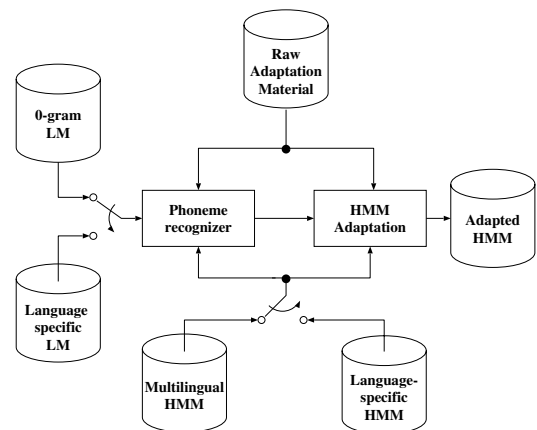 Raw
Adaptation
Material
0-gram
LM
Phoneme
recognizer
HMM
Adaptation
Adapted
HMM
Language
specific
LM
Multilingual
HMM
Language-
specific
HMM